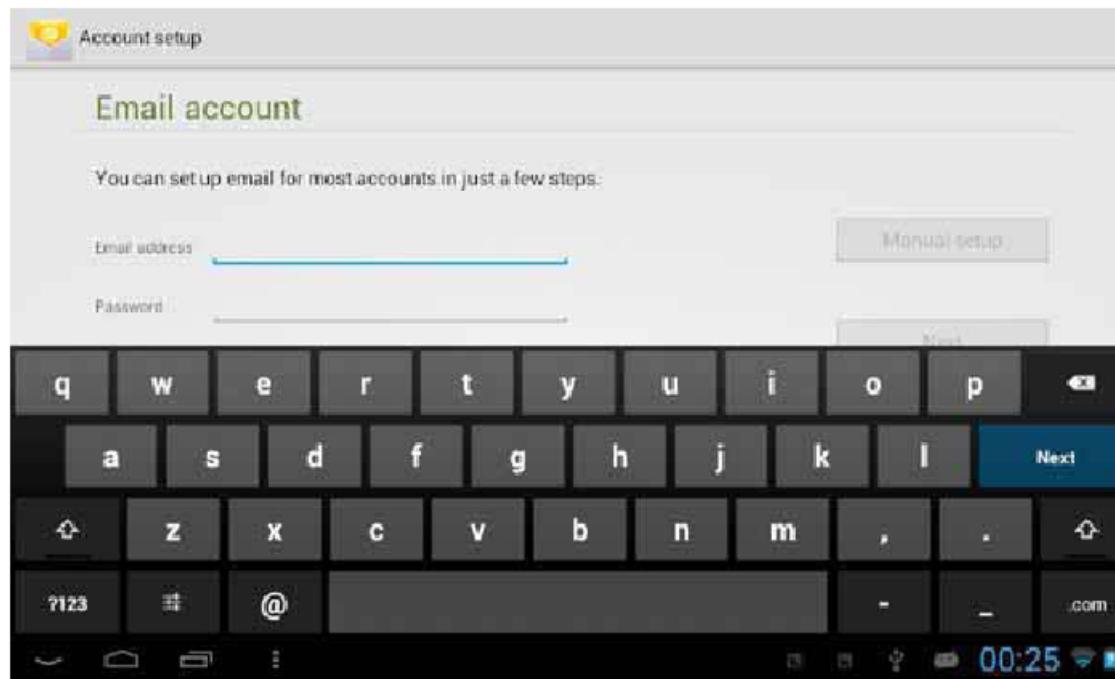 Account setup
Email account
You can set up email for most accounts in just a few steps.
Email address
Manual setup
Password
Next
q w e r t y u i o p
a s d f g h j k l Next
z x c v b n m , .
?123 @ - _ .com
00:25